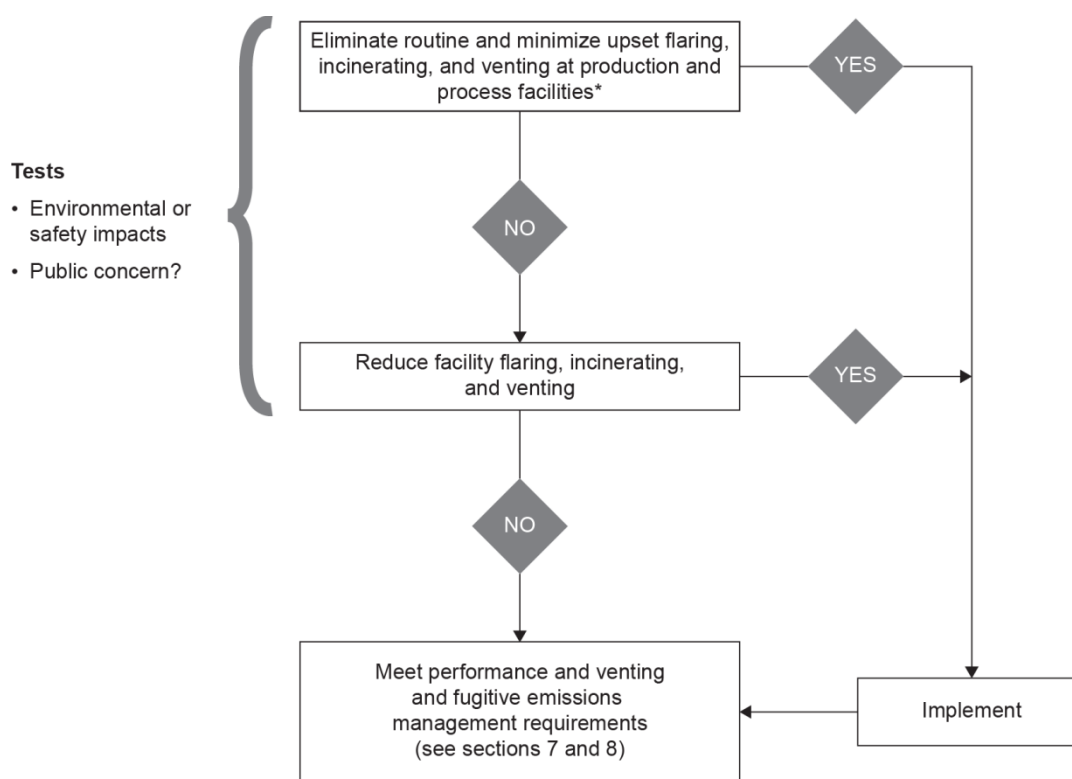 Eliminate routine and minimize upset flaring,
incinerating, and venting at production and
process facilities*
YES
Tests
• Environmental or
safety impacts
• Public concern?
NO
Reduce facility flaring, incinerating,
and venting
YES
NO
Meet performance and venting
and fugitive emissions
management requirements
(see sections 7 and 8)
Implement